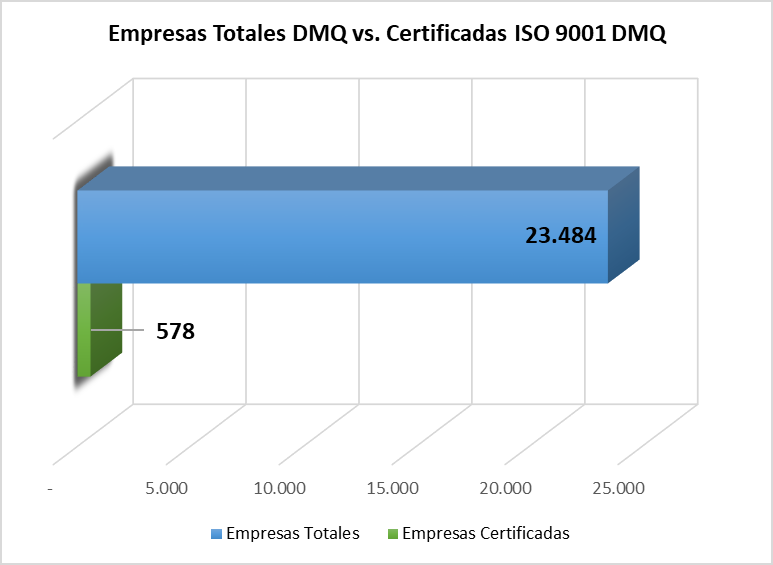 Empresas Totales DMQ vs. Certificadas ISO 9001 DMQ
23.484
578
- 5.000 10.000 15.000 20.000 25.000
Empresas Totales Empresas Certificadas